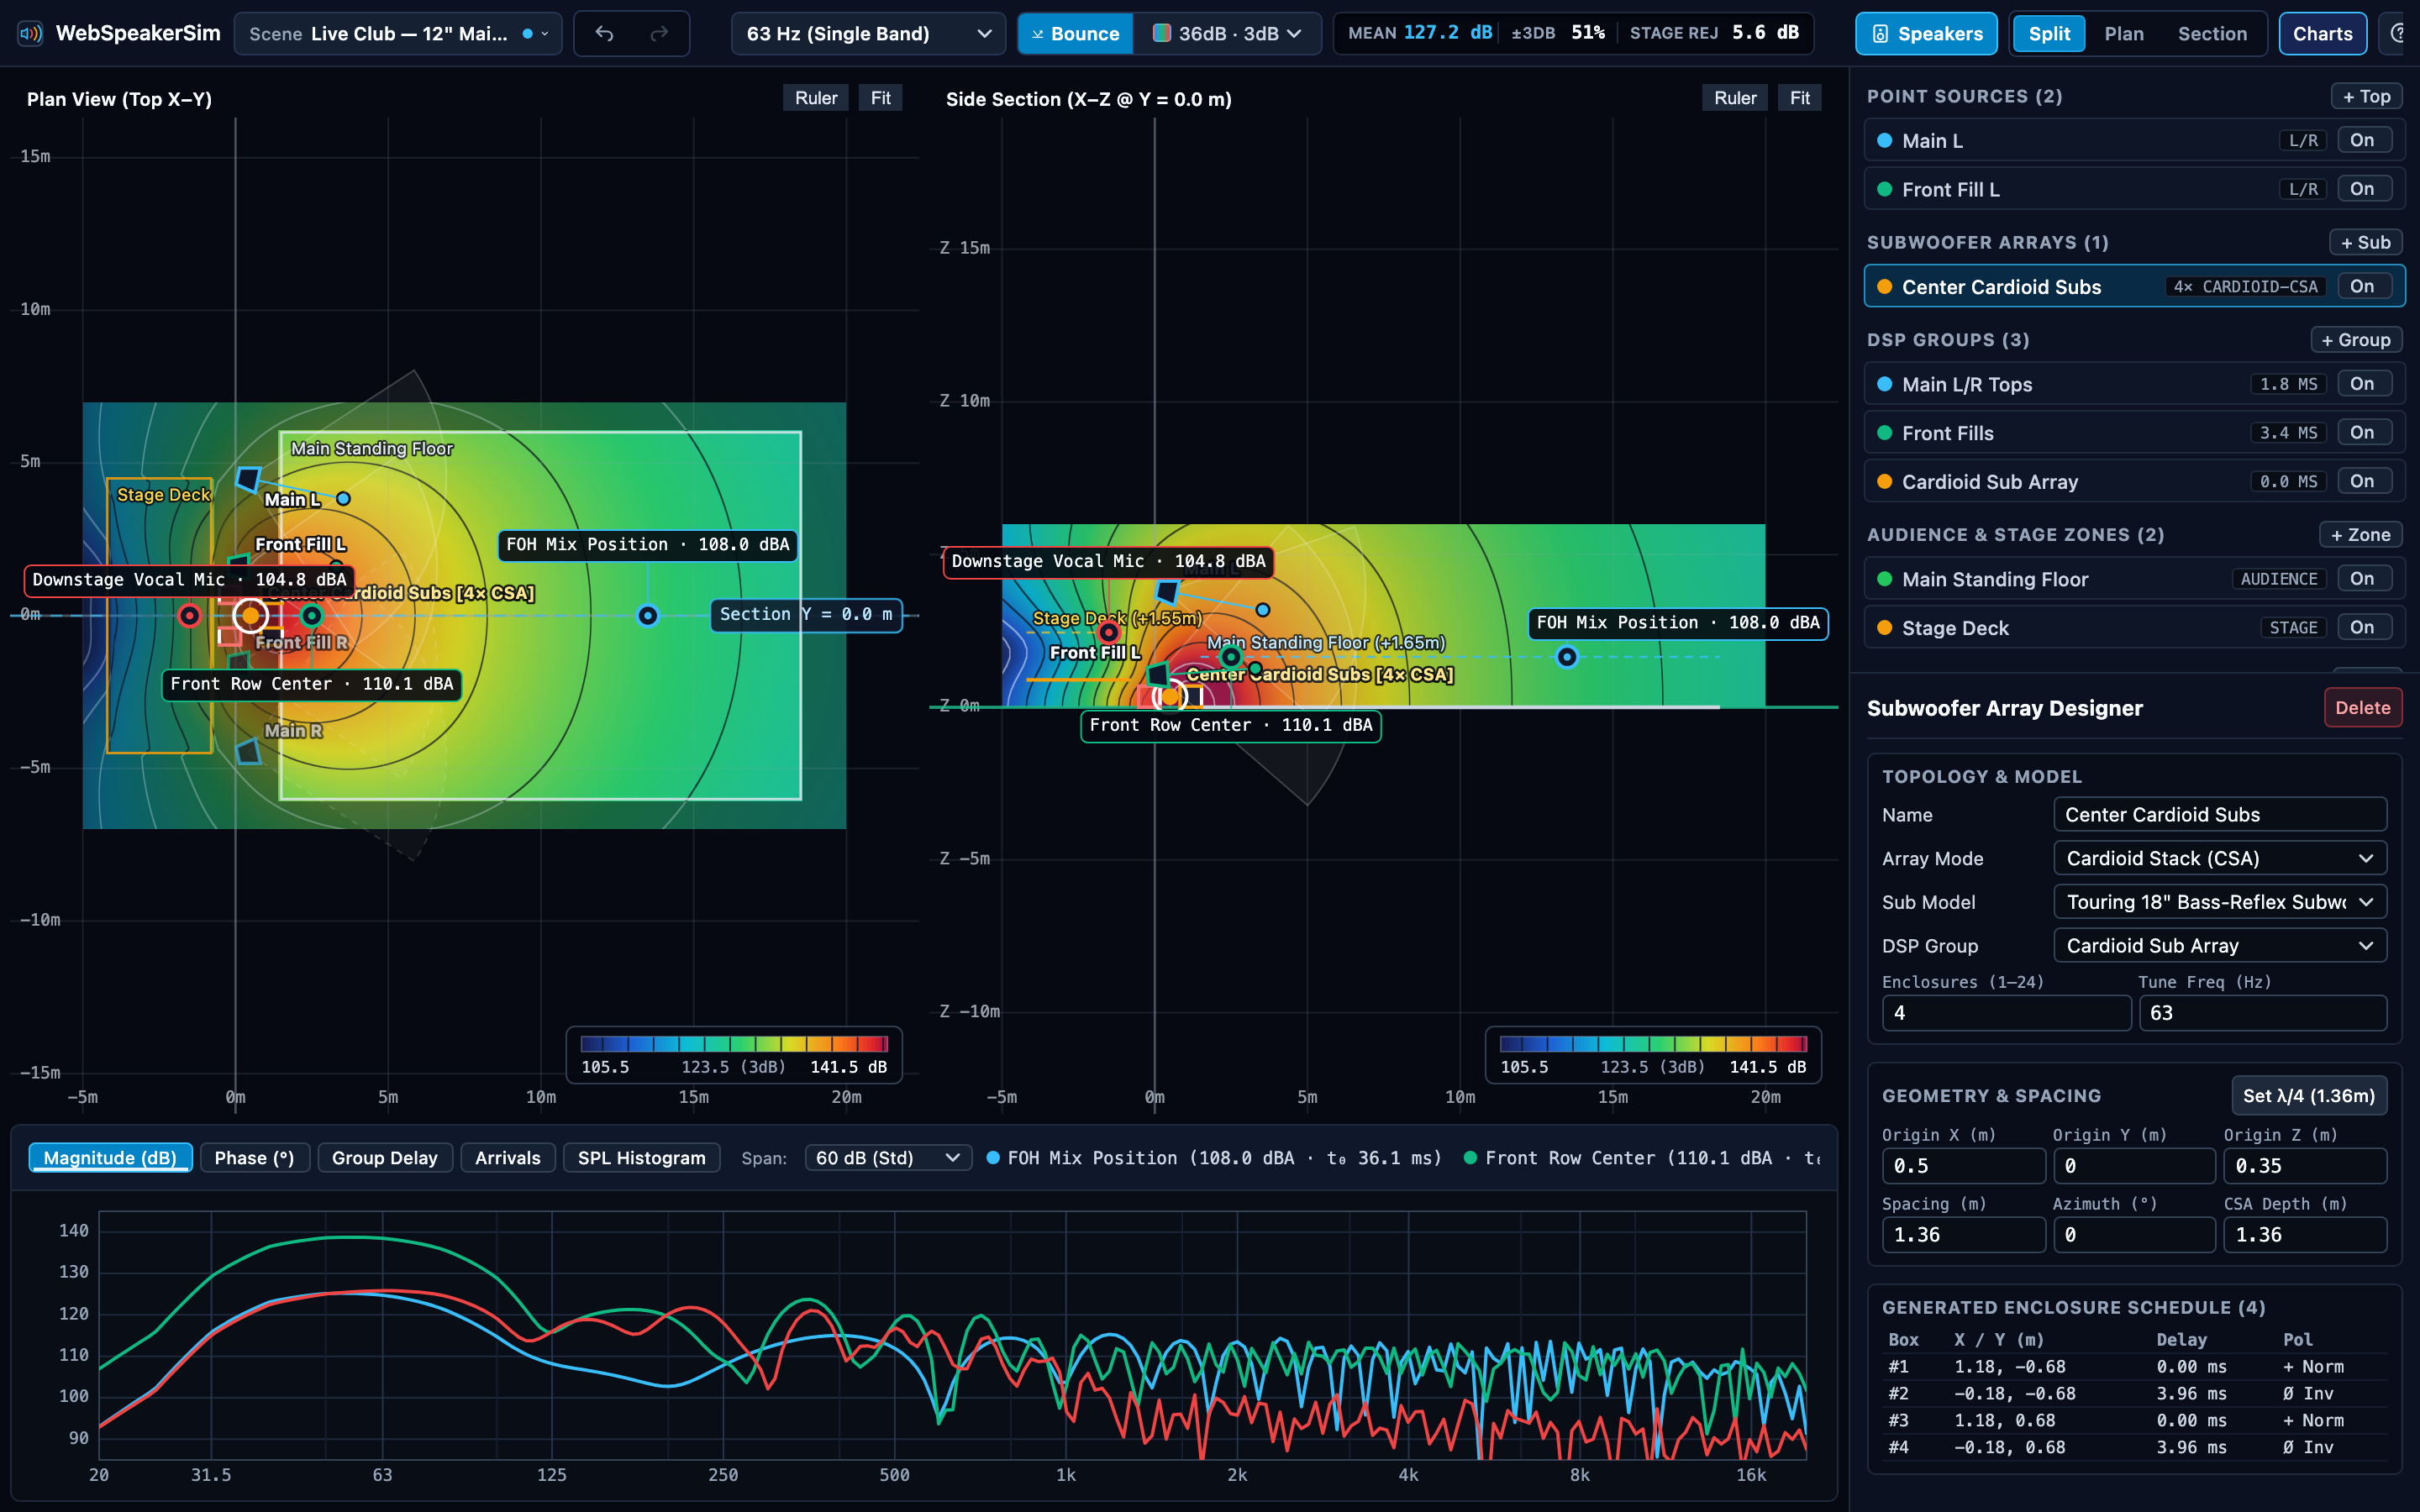 WebSpeakerSim
Scene Live Club — 12" Mai...
63 Hz (Single Band)
Bounce
36dB · 3dB
MEAN 127.2 dB
±3DB 51%
STAGE REJ 5.6 dB
Speakers
Split
Plan
Section
Charts
Plan View (Top X–Y)
Ruler
Fit
15m
10m
5m
0m
−5m
−10m
−15m
−5m
0m
5m
10m
15m
20m
Main Standing Floor
Stage Deck
Main L
Front Fill L
FOH Mix Position · 108.0 dBA
Downstage Vocal Mic · 104.8 dBA
Cardioid Subs [4× CSA]
Section Y = 0.0 m
Front Fill R
Front Row Center · 110.1 dBA
Main R
105.5
123.5 (3dB)
141.5 dB
Side Section (X–Z @ Y = 0.0 m)
Ruler
Fit
Z 15m
Z 10m
Z 0m
Z −5m
Z −10m
−5m
0m
5m
10m
15m
20m
Downstage Vocal Mic · 104.8 dBA
Stage Deck (+1.55m)
FOH Mix Position · 108.0 dBA
Main Standing Floor (+1.65m)
Front Fill L
Center Cardioid Subs [4× CSA]
Front Row Center · 110.1 dBA
105.5
123.5 (3dB)
141.5 dB
Magnitude (dB)
Phase (°)
Group Delay
Arrivals
SPL Histogram
Span:
60 dB (Std)
FOH Mix Position (108.0 dBA · t₀ 36.1 ms)
Front Row Center (110.1 dBA ·
140
130
120
110
100
90
20
31.5
63
125
250
500
1k
2k
4k
8k
16k
POINT SOURCES (2)
+ Top
Main L
L/R
On
Front Fill L
L/R
On
SUBWOOFER ARRAYS (1)
+ Sub
Center Cardioid Subs
4× CARDIOID–CSA
On
DSP GROUPS (3)
+ Group
Main L/R Tops
1.8 MS
On
Front Fills
3.4 MS
On
Cardioid Sub Array
0.0 MS
On
AUDIENCE & STAGE ZONES (2)
+ Zone
Main Standing Floor
AUDIENCE
On
Stage Deck
STAGE
On
Subwoofer Array Designer
Delete
TOPOLOGY & MODEL
Name
Center Cardioid Subs
Array Mode
Cardioid Stack (CSA)
Sub Model
Touring 18" Bass-Reflex Subw
DSP Group
Cardioid Sub Array
Enclosures (1–24)
Tune Freq (Hz)
4
63
GEOMETRY & SPACING
Set λ/4 (1.36m)
Origin X (m)
Origin Y (m)
Origin Z (m)
0.5
0
0.35
Spacing (m)
Azimuth (°)
CSA Depth (m)
1.36
0
1.36
GENERATED ENCLOSURE SCHEDULE (4)
Box X / Y (m) Delay Pol
#1 1.18, −0.68 0.00 ms + Norm
#2 −0.18, −0.68 3.96 ms Ø Inv
#3 1.18, 0.68 0.00 ms + Norm
#4 −0.18, 0.68 3.96 ms Ø Inv